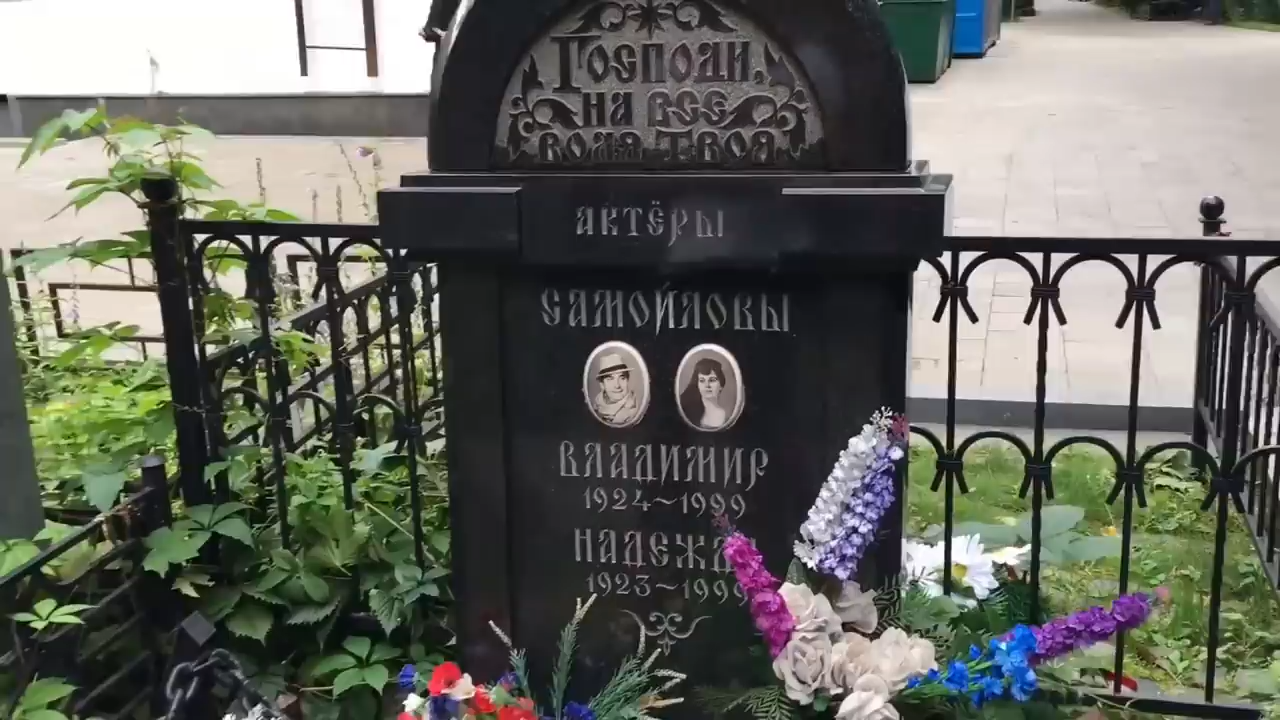 Господи,
на все
воля Твоя
актёры
Самойловы
Владимир
1924~1999
1923~1999